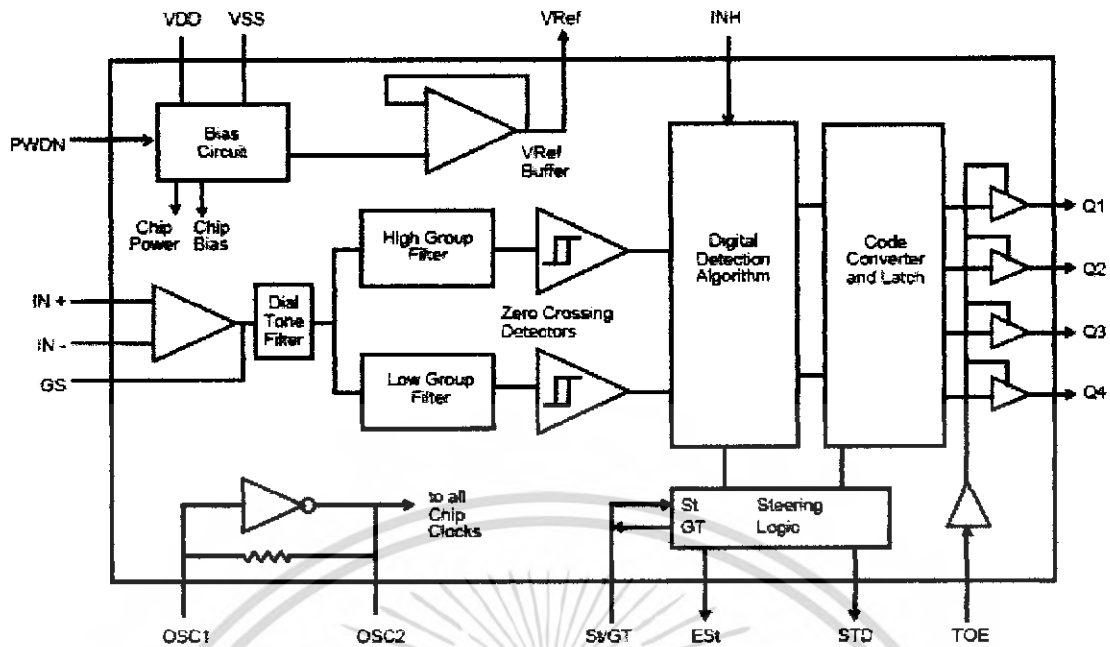 VDD VSS VRef INH
PWDN
Bias
Circuit
VRef
Buffer
Chip
Power
Chip
Bias
High Group
Filter
Digital
Detection
Algorithm
Code
Converter
and Latch
Q1
Q2
Q3
Q4
IN +
IN -
GS
Dial
Tone
Filter
Zero Crossing
Detectors
Low Group
Filter
to all
Chip
Clocks
St
GT
Steering
Logic
OSC1 OSC2 St/GT ESt STD TOE